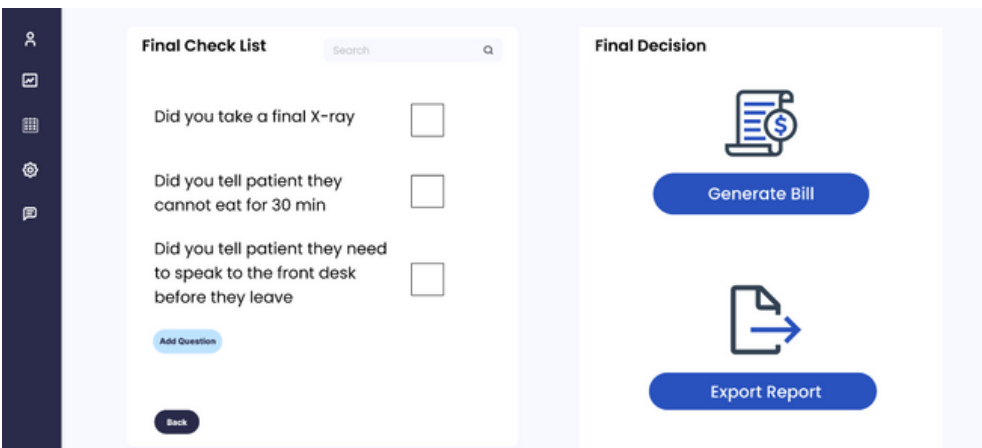 Final Check List
Search
Did you take a final X-ray
Did you tell patient they
cannot eat for 30 min
Did you tell patient they need
to speak to the front desk
before they leave
Add Question
Back
Final Decision
$
Generate Bill
Export Report